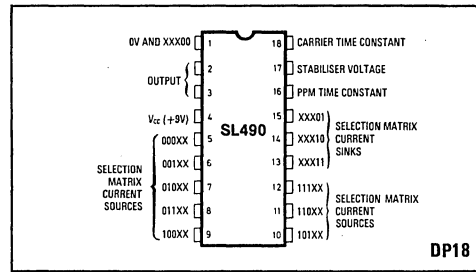 0V AND XXX00 1 18 CARRIER TIME CONSTANT
2 17 STABILISER VOLTAGE
OUTPUT
3 16 PPM TIME CONSTANT
Vcc (+9V) 4 15 XXX01
SL490
000XX 5 14 XXX10
001XX 6 13 XXX11
SELECTION MATRIX CURRENT SINKS
010XX 7 12 111XX
011XX 8 11 110XX
100XX 9 10 101XX
SELECTION
MATRIX
CURRENT
SOURCES
SELECTION MATRIX
CURRENT
SOURCES
DP18